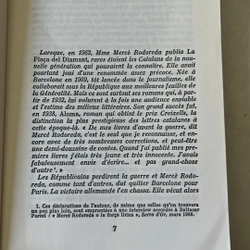 Lorsque, en 1962, Mme Mercè Rodoreda publia La
Plaça del Diamant, rares étaient les Catalans de la nou-
velle génération qui pouvaient la connaître. Elle avait
pourtant joui d'une renommée assez précoce. Née à
Barcelone en 1909, tôt lancée dans le journalisme, elle
collaborait sous la République aux meilleures feuilles de
la Généralité. Mais ce sont surtout ses romans qui, à par-
tir de 1932, lui valurent à la fois une audience enviable
et l'estime des milieux littéraires. Son grand succès fut,
en 1938, Aloma, roman qui obtint le prix Creixells, la
distinction la plus prestigieuse des lettres catalanes à
cette époque-là. « De mes livres d'avant la guerre, dit
Mercè Rodoreda, c'est le seul que je reconnaisse, et en-
core avec de très nombreuses corrections, et peut-être
un dédoublement de ce roman. Quand j'ai publié mes
premiers livres j'étais très jeune et très innocente. J'avais
fabuleusement envie d'écrire... et pas grand-chose
d'autre¹. »
Les Républicains perdirent la guerre et Mercè Rodo-
reda, comme tant d'autres, dut quitter Barcelone pour
Paris. La victoire allemande l'en chassa. Elle vécut alors
1. Ces déclarations de l'auteur, de même que celles qu'on trouvera
un peu plus loin, sont empruntées à une interview accordée à Baltasar
Porcel : « Mercè Rodoreda o la força lírica », Serra d'Or, mars 1966.
7